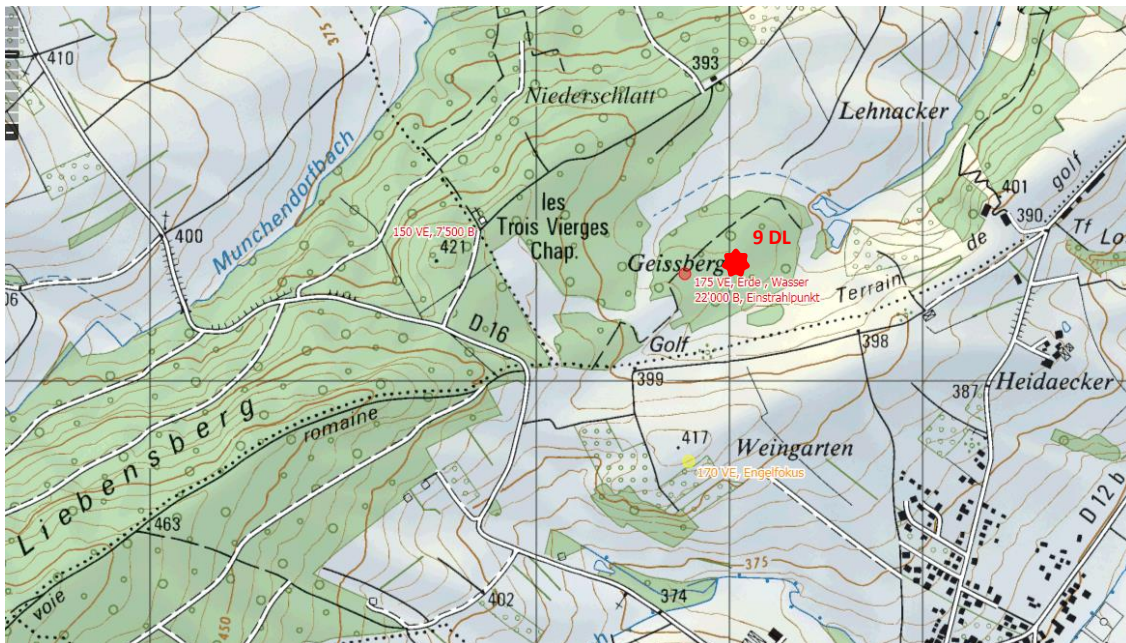 410
375
393
Niederschlatt
Lehnacker
Munchendorfbach
401
golf
390
Tf
de
400
les
Trois Vierges
Chap.
150 VE, 7'500 B
421
9 DL
Geissberg
175 VE, Erde , Wasser
22'000 B, Einstrahlpunkt
Terrain
D 16
Golf
398
399
Heidaecker
387
Liebensberg
romaine
417
Weingarten
170 VE, Engelfokus
D 12 b
463
375
voie
450
402
374